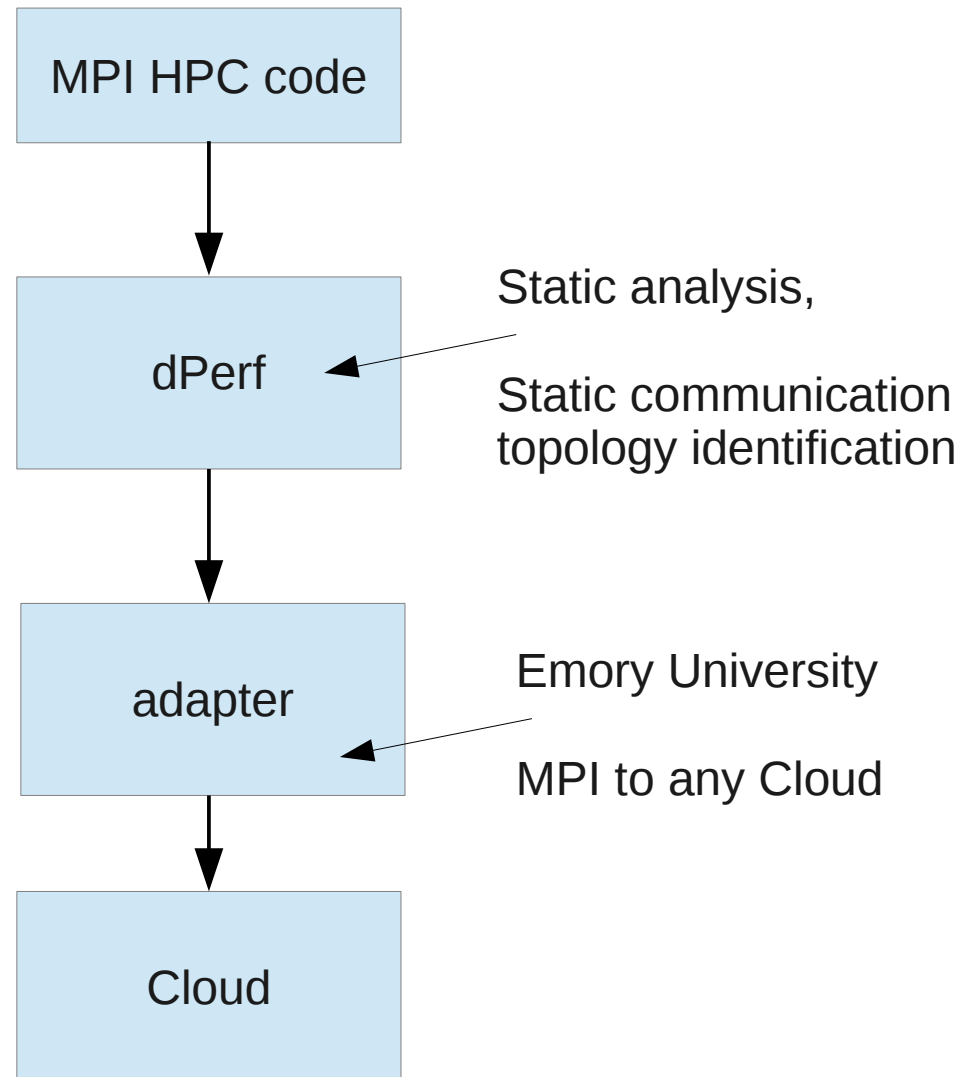 MPI HPC code
dPerf
Static analysis,
Static communication
topology identification
adapter
Emory University
MPI to any Cloud
Cloud